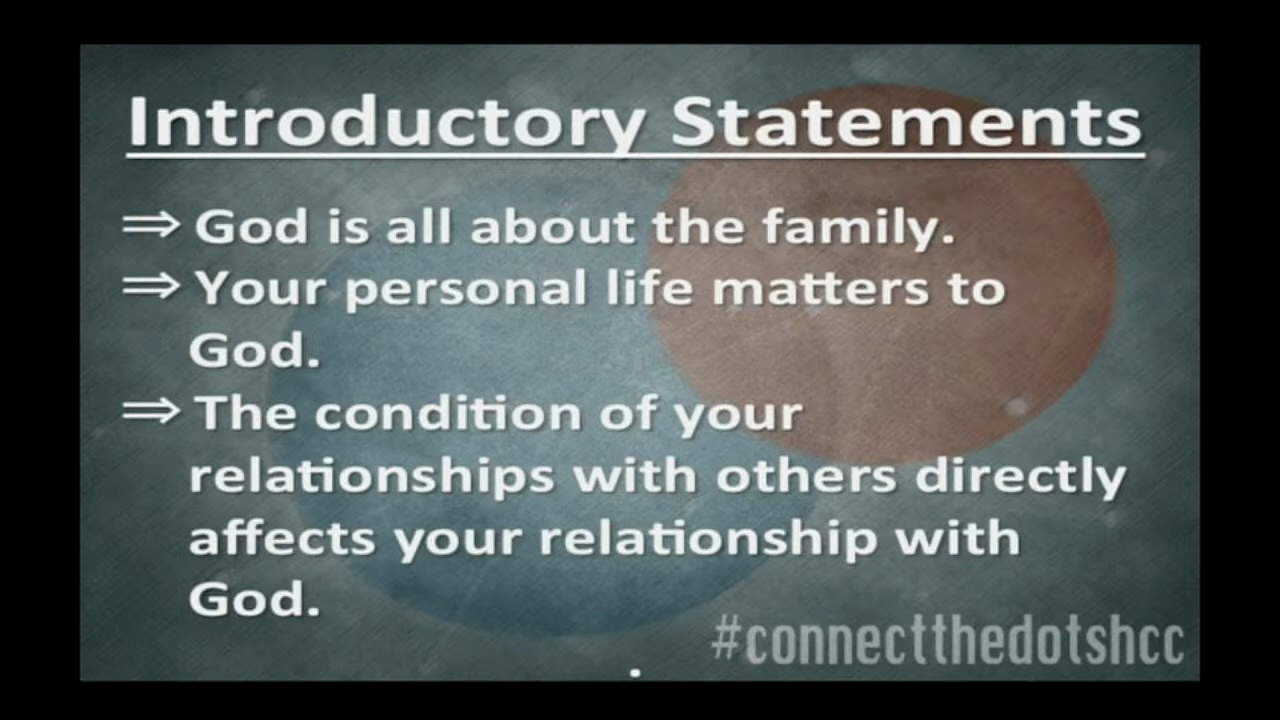 Introductory Statements
⇒ God is all about the family.
⇒ Your personal life matters to
God.
⇒ The condition of your
relationships with others directly
affects your relationship with
God.
#connectthedotshcc
.